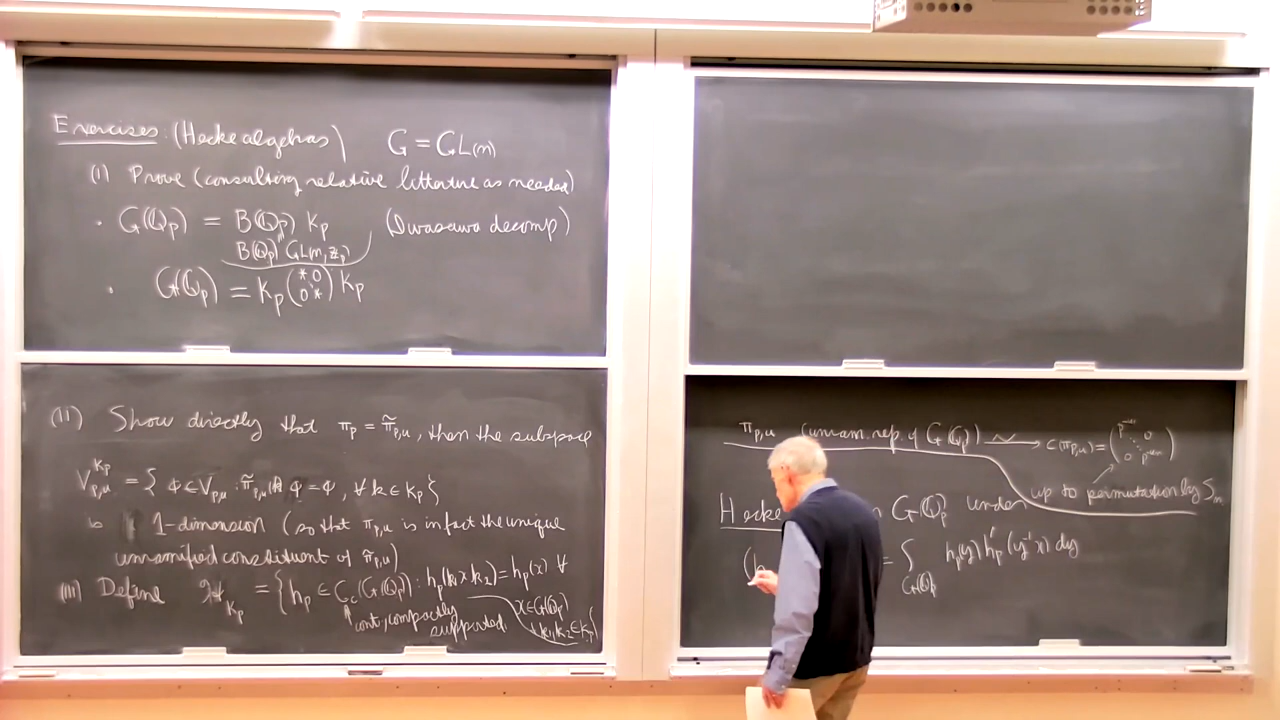 Exercises: (Hecke algebras) G = GL(n)
(i) Prove (consulting relative litterture as needed)
· G(ℚp) = B(ℚp) Kp (Iwasawa decomp)
B(ℚp) GL(n, ℤp)
· G(ℚp) = Kp (* 0 0 *) Kp
(ii) Show directly that πp = π̃p,u, then the subspace
V^Kp_p,u = { φ ∈ Vp,u : π̃p,u(k) φ = φ, ∀ k ∈ Kp }
is 1-dimension (so that πp,u is in fact the unique
unramified constituent of π̃p,u)
(iii) Define ℋKp = { hp ∈ Cc(G(ℚp)) : hp(k1 x k2) = hp(x) ∀
x ∈ G(ℚp)
cont, compactly
supported
k1, k2 ∈ Kp }
πp,u (unram. rep. of G(ℚp)) → c(πp,u) =
up to permutation by Sn
Hecke
G(ℚp) under
= ∫G(ℚp) hp(y) h′p(y⁻¹x) dy